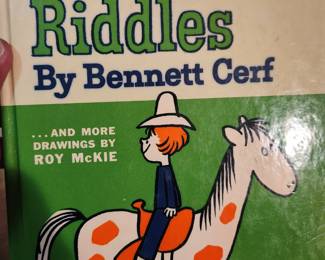 Riddles
By Bennett Cerf
...AND MORE
DRAWINGS BY
ROY McKIE